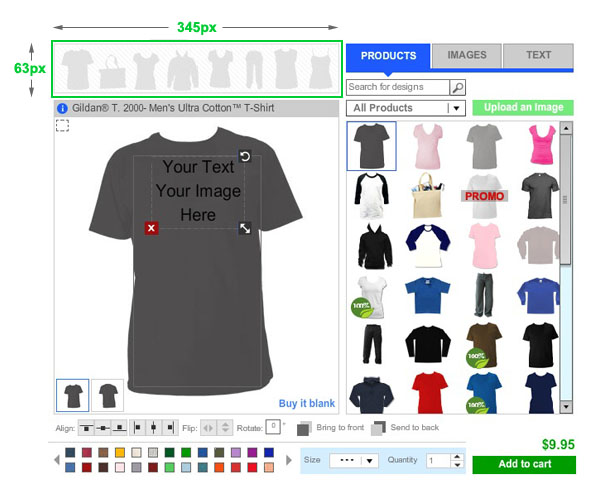 345px
63px
PRODUCTS
IMAGES
TEXT
Search for designs
All Products
Upload an Image
Gildan® T. 2000- Men's Ultra Cotton™ T-Shirt
Your Text
Your Image
Here
X
PROMO
100%
100%
100%
Buy it blank
Align:
Flip:
Rotate:
0
°
Bring to front
Send to back
Size
---
Quantity
1
$9.95
Add to cart